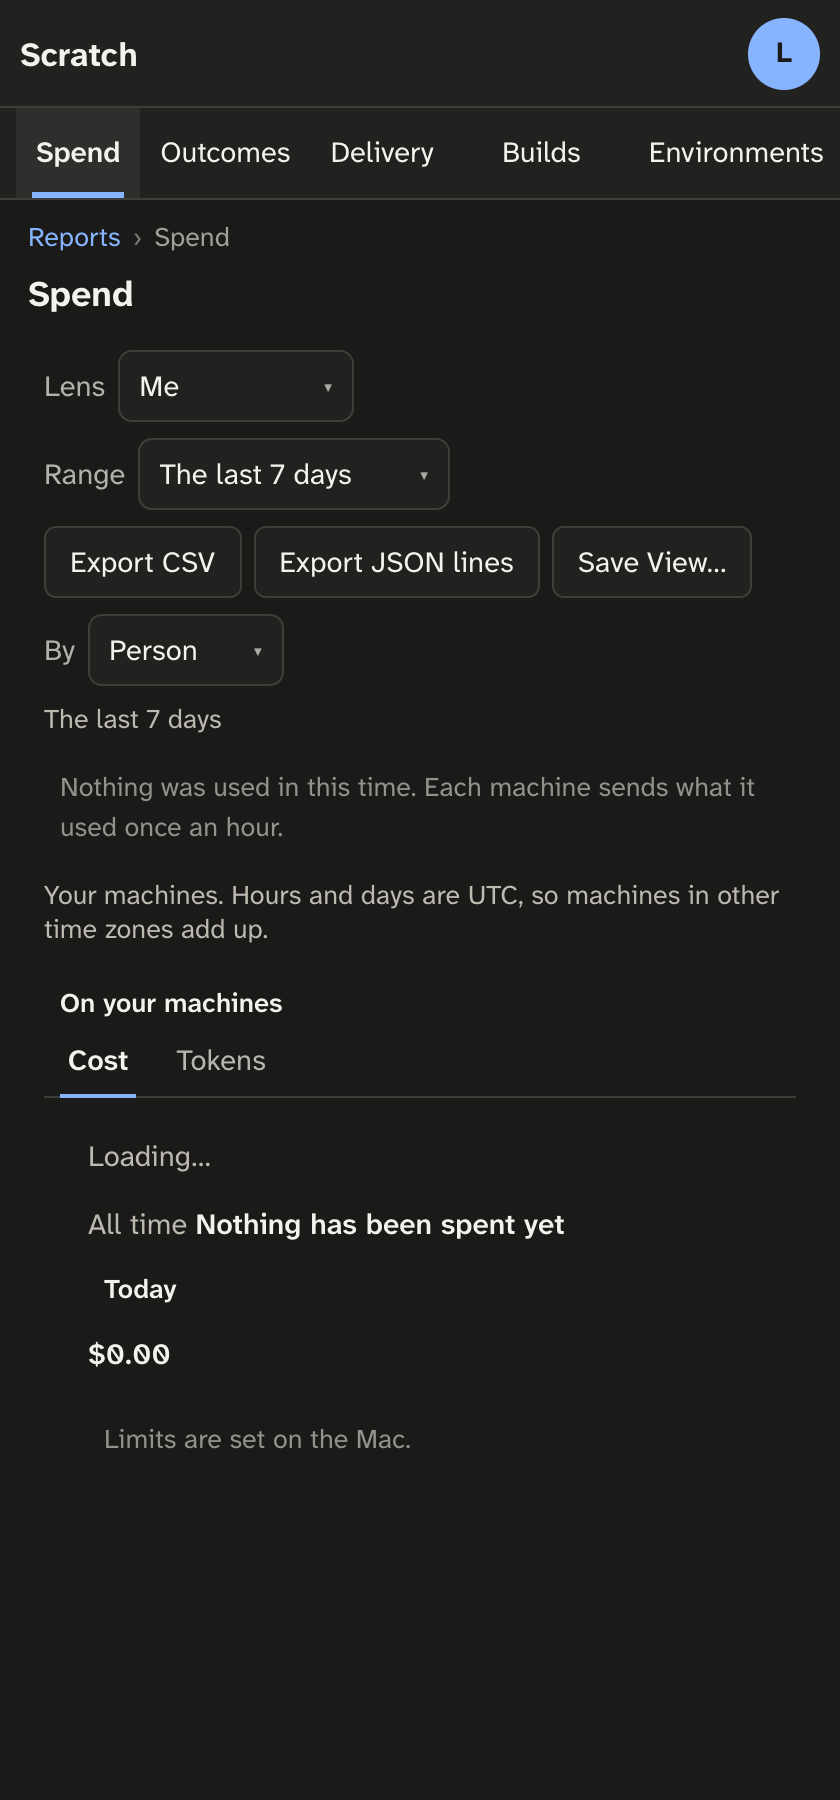 Scratch
L
Spend Outcomes Delivery Builds Environments
Reports › Spend
Spend
Lens Me
Range The last 7 days
Export CSV Export JSON lines Save View...
By Person
The last 7 days
Nothing was used in this time. Each machine sends what it
used once an hour.
Your machines. Hours and days are UTC, so machines in other
time zones add up.
On your machines
Cost Tokens
Loading...
All time Nothing has been spent yet
Today
$0.00
Limits are set on the Mac.